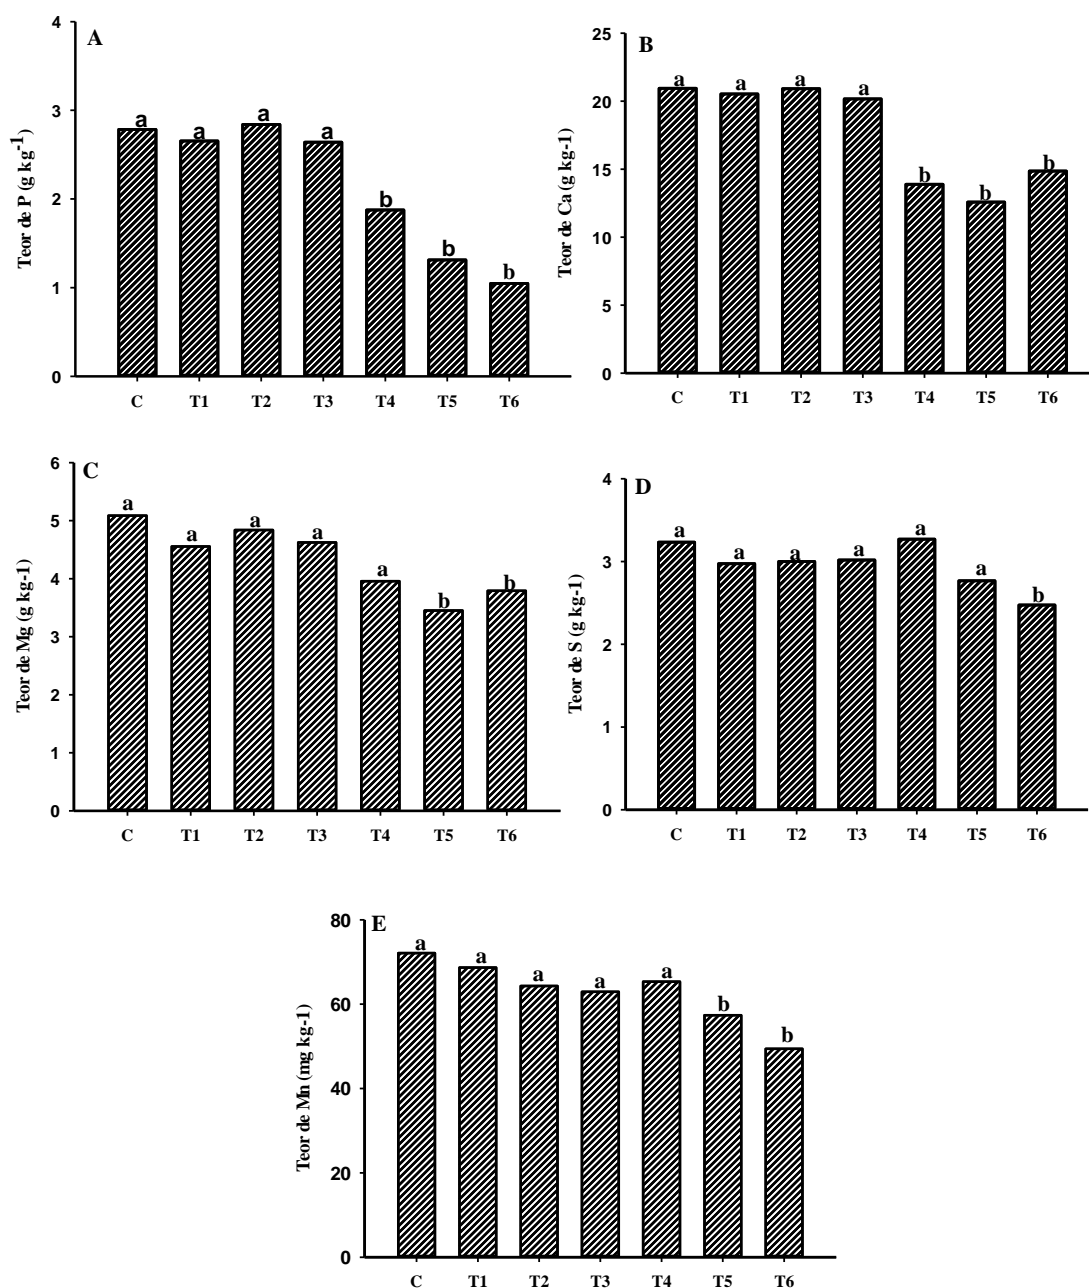 A
Teor de P (g kg-1)
4
3
2
1
0
a a a a b b b
C T1 T2 T3 T4 T5 T6
B
Teor de Ca (g kg-1)
25
20
15
10
5
0
a a a a b b b
C T1 T2 T3 T4 T5 T6
C
Teor de Mg (g kg-1)
6
5
4
3
2
1
0
a a a a a b b
C T1 T2 T3 T4 T5 T6
D
Teor de S (g kg-1)
4
3
2
1
0
a a a a a a b
C T1 T2 T3 T4 T5 T6
E
Teor de Mn (mg kg-1)
80
60
40
20
0
a a a a a b b
C T1 T2 T3 T4 T5 T6